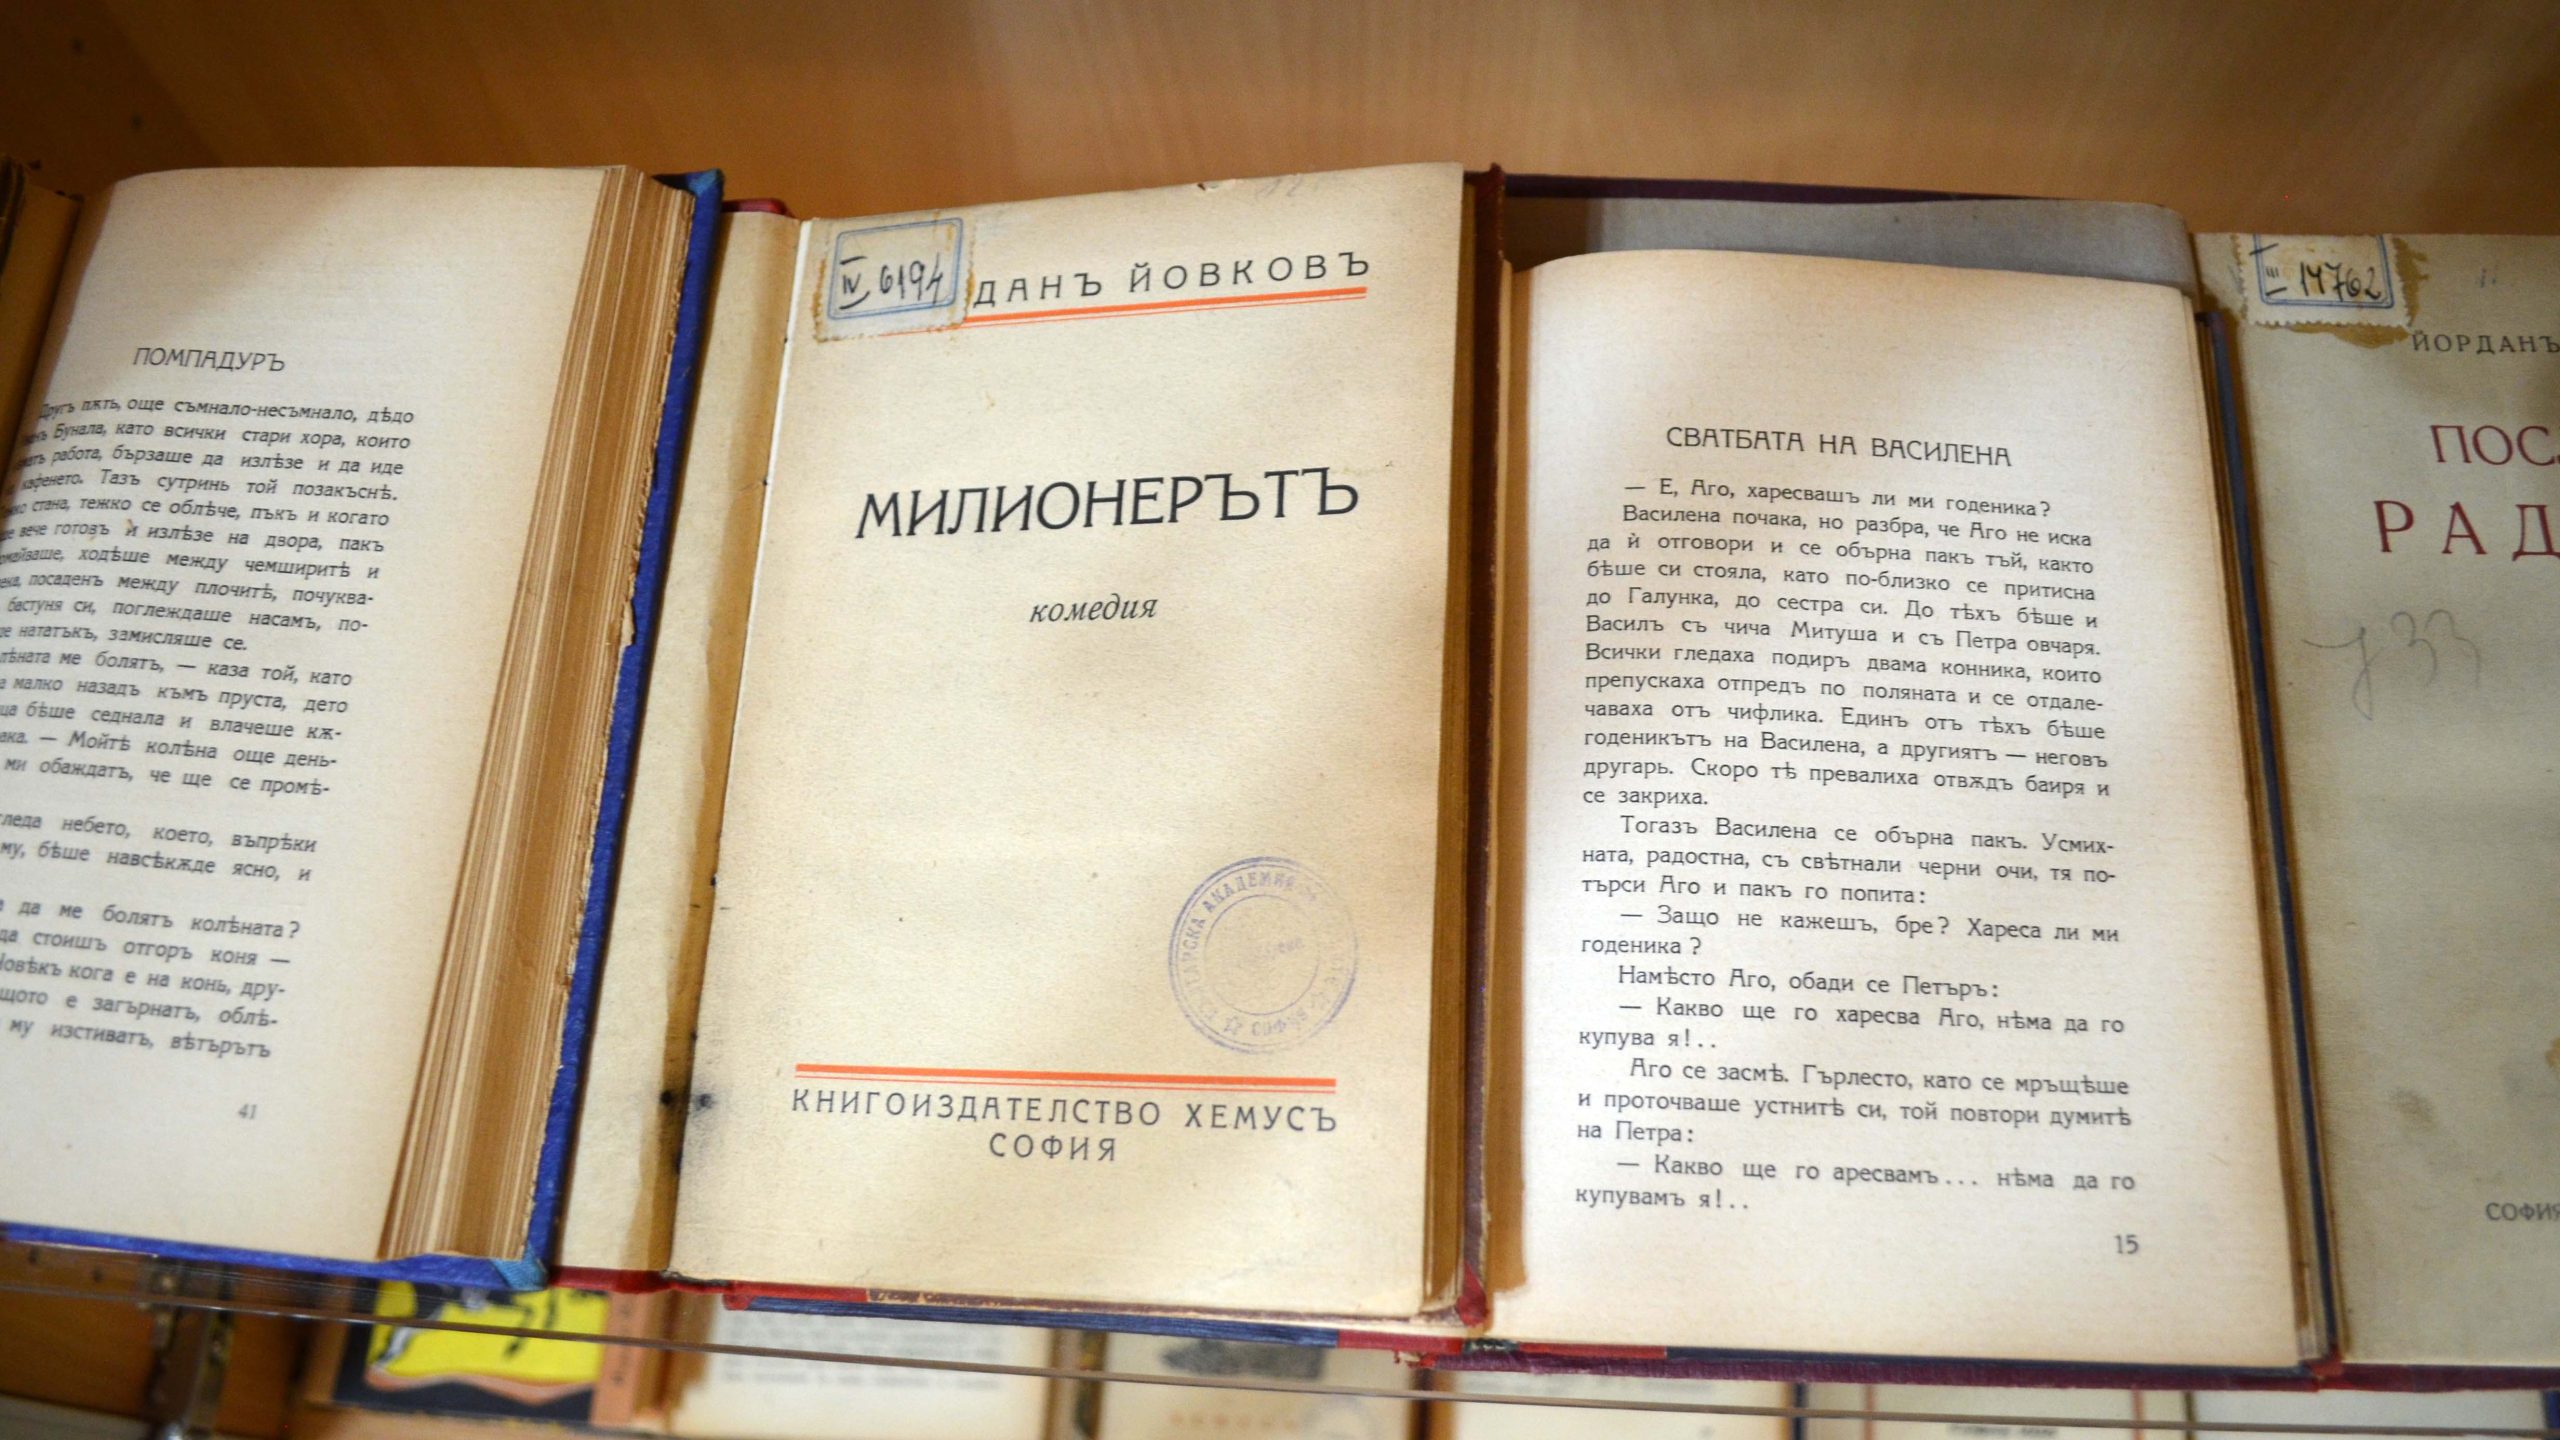 ПОМПАДУРЪ
Другъ пѫть, още съмнало-несъмнало, дѣдо
Бунала, като всички стари хора, които
работа, бързаше да излѣзе и да иде
кафенето. Тазъ сутринь той позакъснѣ.
стана, тежко се облѣче, пъкъ и когато
вече готовъ и излѣзе на двора, пакъ
ходѣше между чемширитѣ и
посаденъ между плочитѣ, почуква-
бастуня си, поглеждаше насамъ, по-
нататъкъ, замисляше се.
ме болятъ, — каза той, като
малко назадъ къмъ пруста, дето
бѣше седнала и влачеше кѫ-
— Мойтѣ колѣна още день-
ми обаждатъ, че ще се промѣ-
небето, което, въпрѣки
му, бѣше навсѣкѫде ясно, и
да ме болятъ колѣната?
да стоишъ отгоръ коня —
кога е на конь, дру-
е загърнатъ, облѣ-
му изстиватъ, вѣтърътъ
41
IV 6194
ДАНЪ ЙОВКОВЪ
МИЛИОНЕРЪТЪ
комедия
КНИГОИЗДАТЕЛСТВО ХЕМУСЪ
СОФИЯ
СВАТБАТА НА ВАСИЛЕНА
— Е, Аго, харесвашъ ли ми годеника?
Василена почака, но разбра, че Аго не иска
да ѝ отговори и се обърна пакъ тъй, както
бѣше си стояла, като по-близко се притисна
до Галунка, до сестра си. До тѣхъ бѣше и
Василъ съ чича Митуша и съ Петра овчаря.
Всички гледаха подиръ двама конника, които
препускаха отпредъ по поляната и се отдале-
чаваха отъ чифлика. Единъ отъ тѣхъ бѣше
годеникътъ на Василена, а другиятъ — неговъ
другарь. Скоро тѣ превалиха отвѫдъ баиря и
се закриха.
Тогазъ Василена се обърна пакъ. Усмих-
ната, радостна, съ свѣтнали черни очи, тя по-
търси Аго и пакъ го попита:
— Защо не кажешъ, бре? Хареса ли ми
годеника?
Намѣсто Аго, обади се Петъръ:
— Какво ще го харесва Аго, нѣма да го
купува я!..
Аго се засмѣ. Гърлесто, като се мръщѣше
и проточваше устнитѣ си, той повтори думитѣ
на Петра:
— Какво ще го аресвамъ... нѣма да го
купувамъ я!..
15
III 14762
ЙОРДАНЪ
ПОС
РАД
СОФИЯ